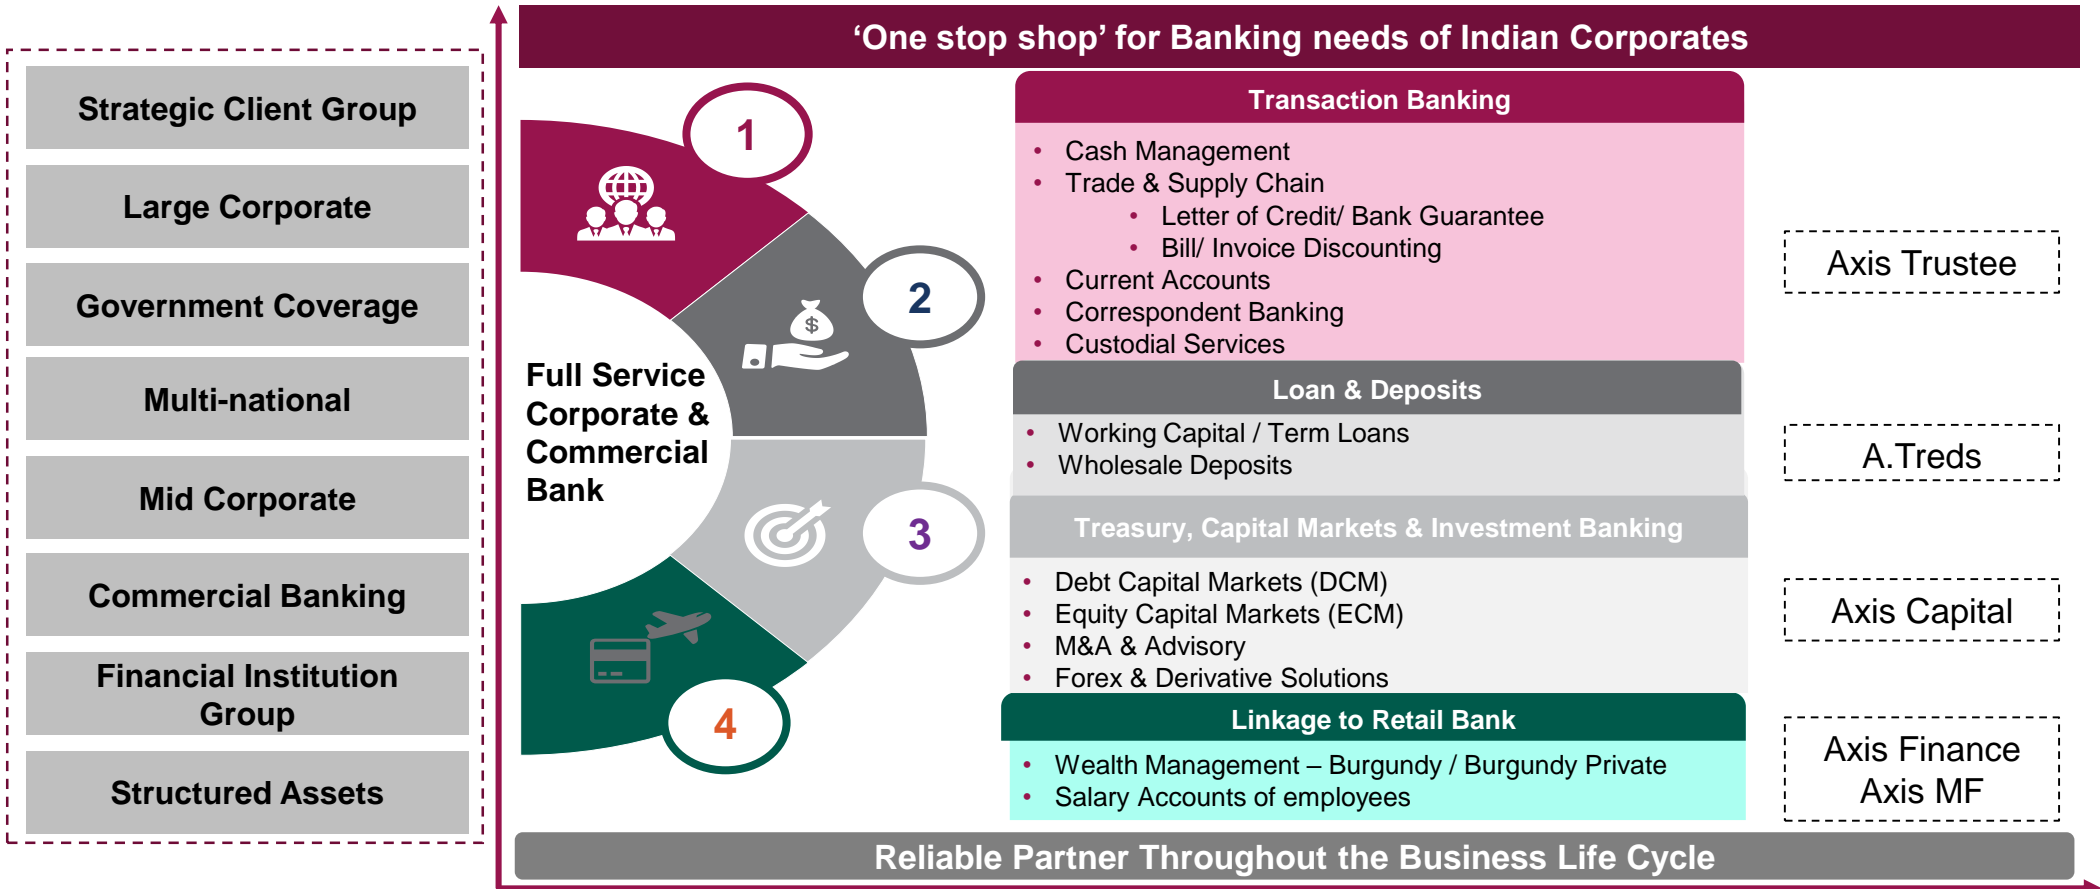 ‘One stop shop’ for Banking needs of Indian Corporates
Strategic Client Group
Large Corporate
Government Coverage
Multi-national
Mid Corporate
Commercial Banking
Financial Institution
Group
Structured Assets
Full Service
Corporate &
Commercial
Bank
1
2
$
3
4
Transaction Banking
• Cash Management
• Trade & Supply Chain
• Letter of Credit/ Bank Guarantee
• Bill/ Invoice Discounting
• Current Accounts
• Correspondent Banking
• Custodial Services
Loan & Deposits
• Working Capital / Term Loans
• Wholesale Deposits
Treasury, Capital Markets & Investment Banking
• Debt Capital Markets (DCM)
• Equity Capital Markets (ECM)
• M&A & Advisory
• Forex & Derivative Solutions
Linkage to Retail Bank
• Wealth Management – Burgundy / Burgundy Private
• Salary Accounts of employees
Axis Trustee
A.Treds
Axis Capital
Axis Finance
Axis MF
Reliable Partner Throughout the Business Life Cycle